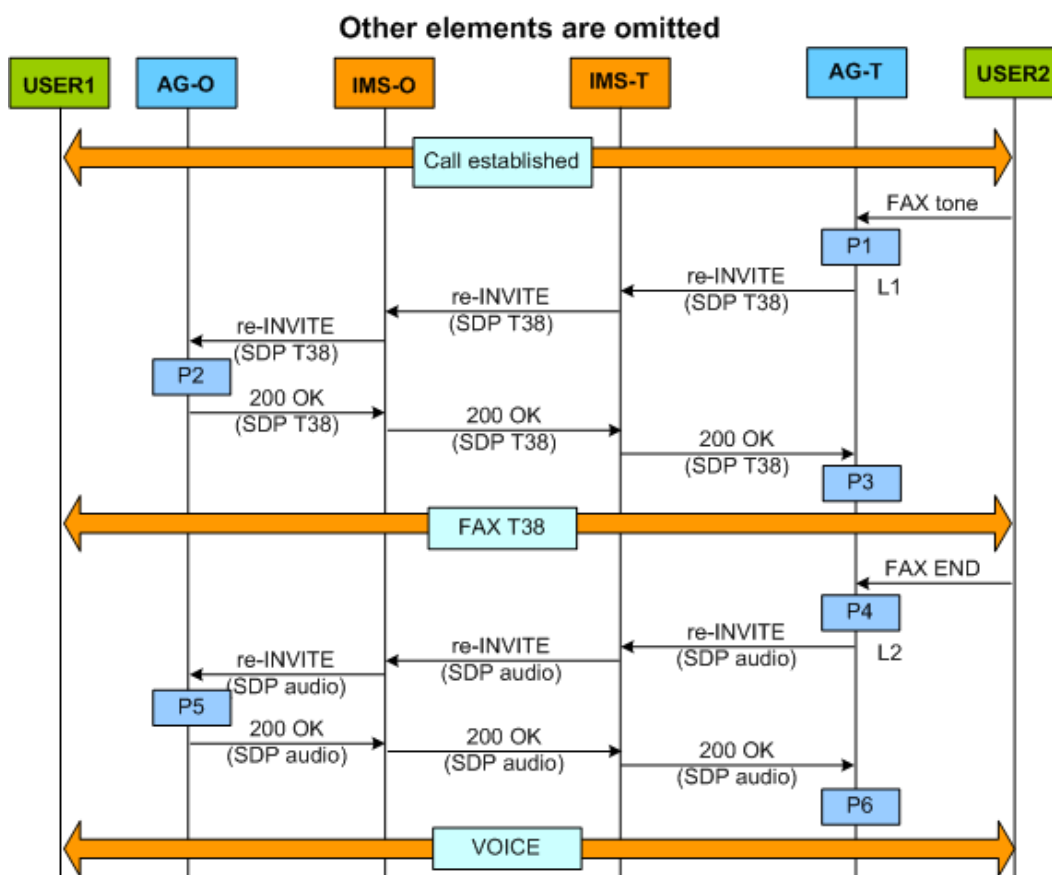 Other elements are omitted
USER1
AG-O
IMS-O
IMS-T
AG-T
USER2
Call established
FAX tone
P1
re-INVITE
(SDP T38)
L1
re-INVITE
(SDP T38)
re-INVITE
(SDP T38)
P2
200 OK
(SDP T38)
200 OK
(SDP T38)
200 OK
(SDP T38)
P3
FAX T38
FAX END
P4
re-INVITE
(SDP audio)
L2
re-INVITE
(SDP audio)
re-INVITE
(SDP audio)
P5
200 OK
(SDP audio)
200 OK
(SDP audio)
200 OK
(SDP audio)
P6
VOICE